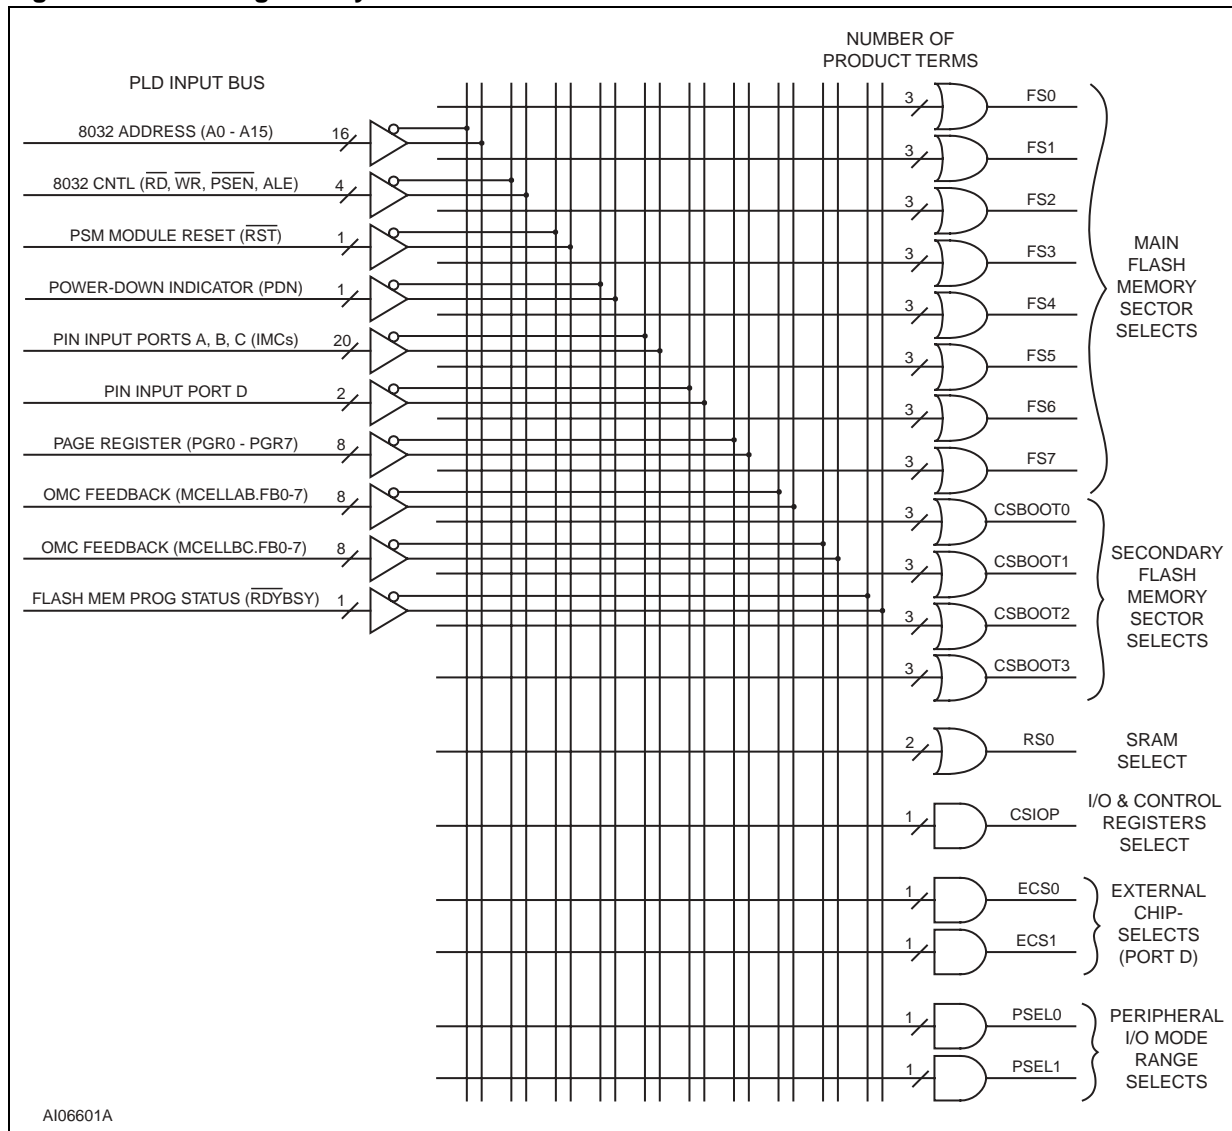 NUMBER OF
PRODUCT TERMS
PLD INPUT BUS
8032 ADDRESS (A0 - A15) 16
8032 CNTL (RD, WR, PSEN, ALE) 4
PSM MODULE RESET (RST) 1
POWER-DOWN INDICATOR (PDN) 1
PIN INPUT PORTS A, B, C (IMCs) 20
PIN INPUT PORT D 2
PAGE REGISTER (PGR0 - PGR7) 8
OMC FEEDBACK (MCELLAB.FB0-7) 8
OMC FEEDBACK (MCELLBC.FB0-7) 8
FLASH MEM PROG STATUS (RDYBSY) 1
3 FS0
3 FS1
3 FS2
3 FS3
3 FS4
3 FS5
3 FS6
3 FS7
MAIN
FLASH
MEMORY
SECTOR
SELECTS
3 CSBOOT0
3 CSBOOT1
3 CSBOOT2
3 CSBOOT3
SECONDARY
FLASH
MEMORY
SECTOR
SELECTS
2 RS0
SRAM
SELECT
1 CSIOP
I/O & CONTROL
REGISTERS
SELECT
1 ECS0
1 ECS1
EXTERNAL
CHIP-
SELECTS
(PORT D)
1 PSEL0
1 PSEL1
PERIPHERAL
I/O MODE
RANGE
SELECTS
AI06601A